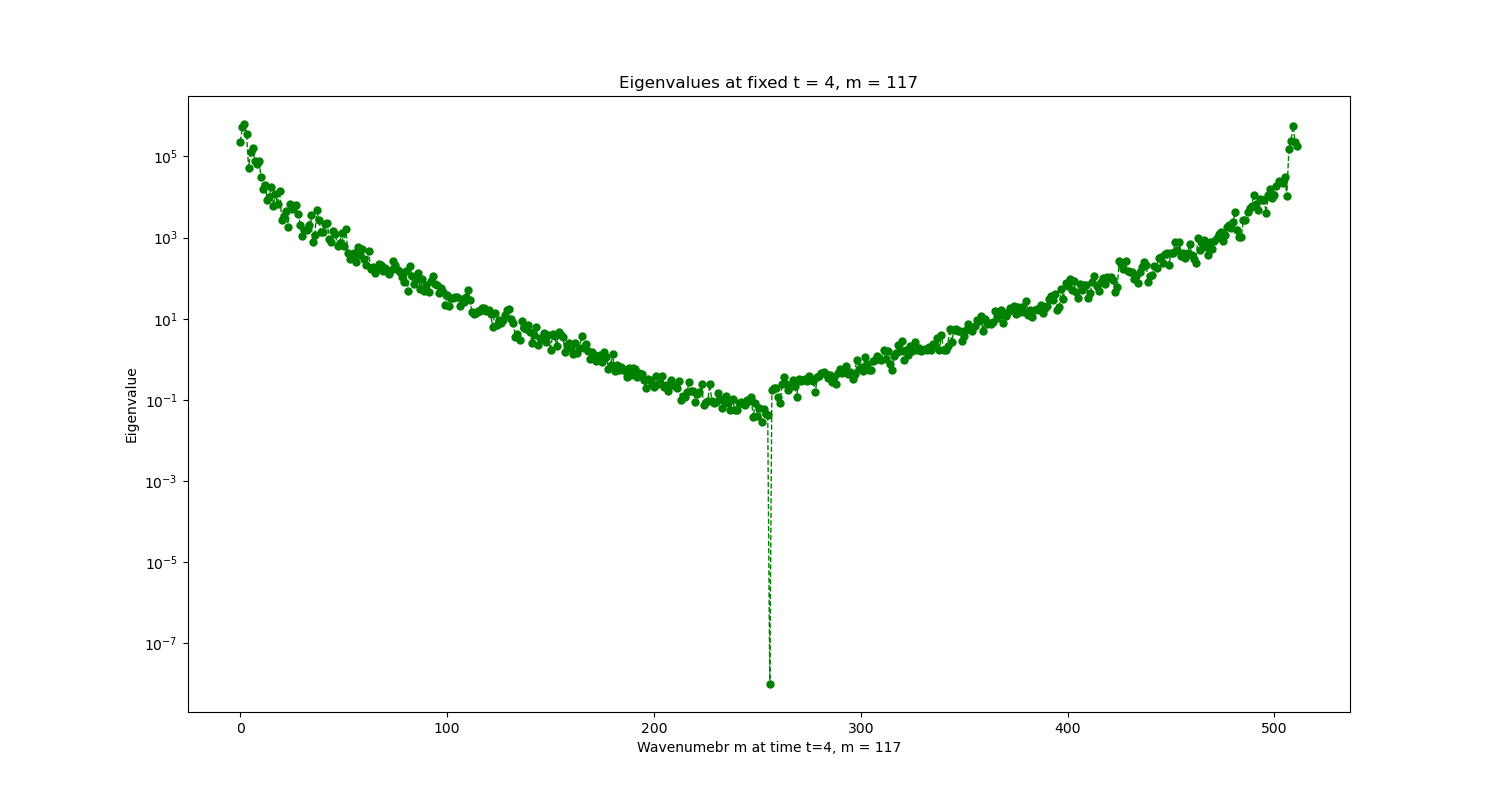 Eigenvalues at fixed t = 4, m = 117
10^5
10^3
10^1
10^-1
10^-3
10^-5
10^-7
Eigenvalue
0 100 200 300 400 500
Wavenumebr m at time t=4, m = 117